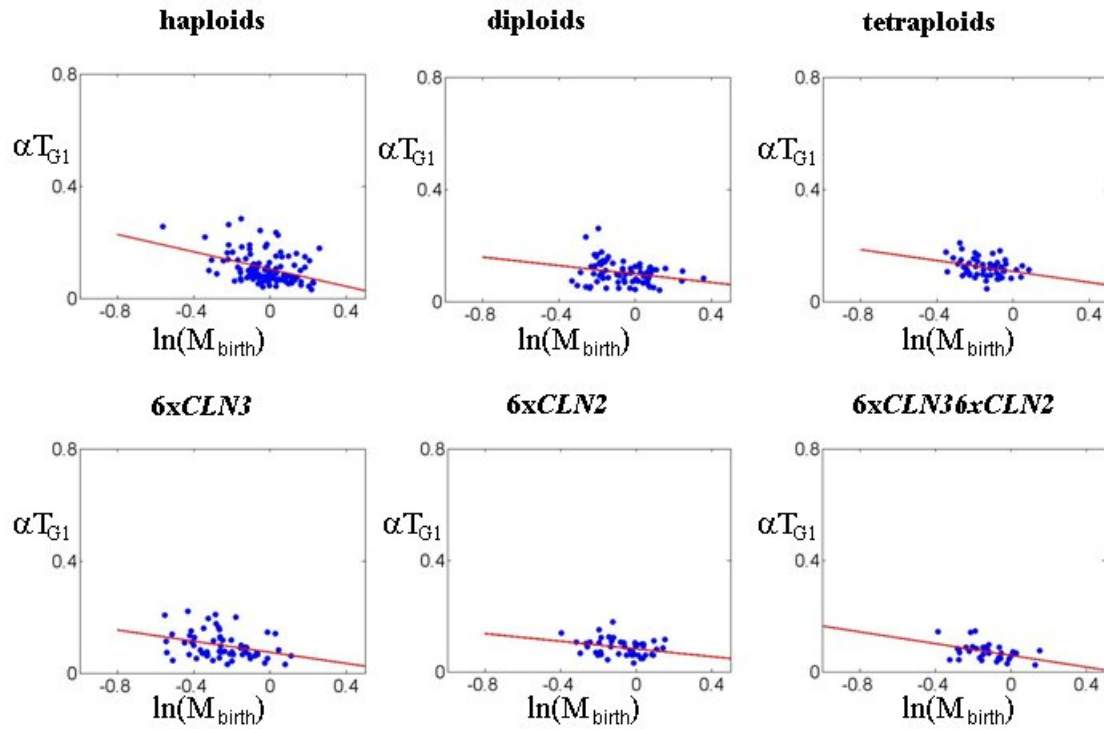 haploids diploids tetraploids
0.8 0.8 0.8
αT_G1 αT_G1 αT_G1
0.4 0.4 0.4
0 0 0
-0.8 -0.4 0 0.4 -0.8 -0.4 0 0.4 -0.8 -0.4 0 0.4
ln(M_birth) ln(M_birth) ln(M_birth)
6xCLN3 6xCLN2 6xCLN36xCLN2
0.8 0.8 0.8
αT_G1 αT_G1 αT_G1
0.4 0.4 0.4
0 0 0
-0.8 -0.4 0 0.4 -0.8 -0.4 0 0.4 -0.8 -0.4 0 0.4
ln(M_birth) ln(M_birth) ln(M_birth)